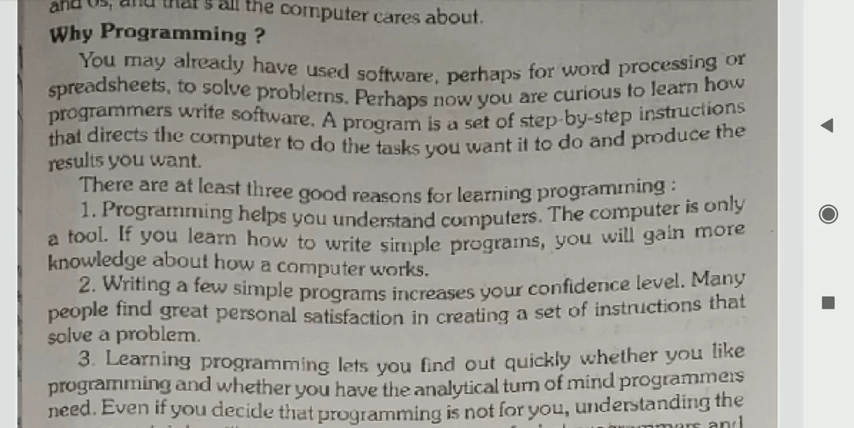 and 0s, and that's all the computer cares about.
Why Programming ?
You may already have used software, perhaps for word processing or
spreadsheets, to solve problems. Perhaps now you are curious to learn how
programmers write software. A program is a set of step-by-step instructions
that directs the computer to do the tasks you want it to do and produce the
results you want.
There are at least three good reasons for learning programming :
1. Programming helps you understand computers. The computer is only
a tool. If you learn how to write simple programs, you will gain more
knowledge about how a computer works.
2. Writing a few simple programs increases your confidence level. Many
people find great personal satisfaction in creating a set of instructions that
solve a problem.
3. Learning programming lets you find out quickly whether you like
programming and whether you have the analytical turn of mind programmers
need. Even if you decide that programming is not for you, understanding the
and